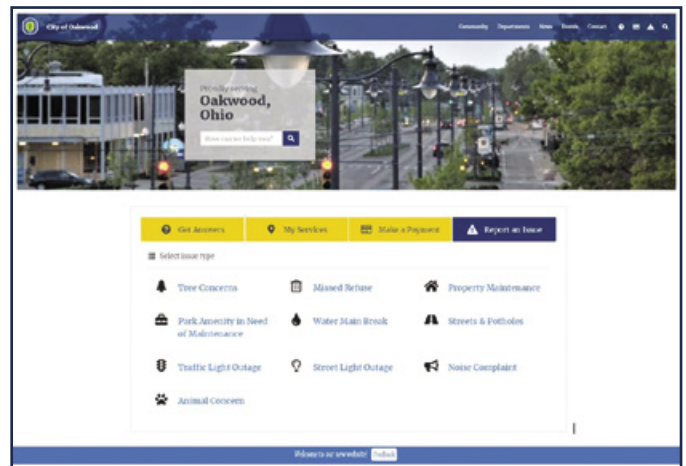 City of Oakwood
Community Departments News Events Contact
Proudly serving
Oakwood,
Ohio
How can we help you?
Get Answers
My Services
Make a Payment
Report an Issue
Select issue type
Tree Concerns
Missed Refuse
Property Maintenance
Park Amenity in Need
of Maintenance
Water Main Break
Streets & Potholes
Traffic Light Outage
Street Light Outage
Noise Complaint
Animal Concern
Welcome to our new website! Feedback